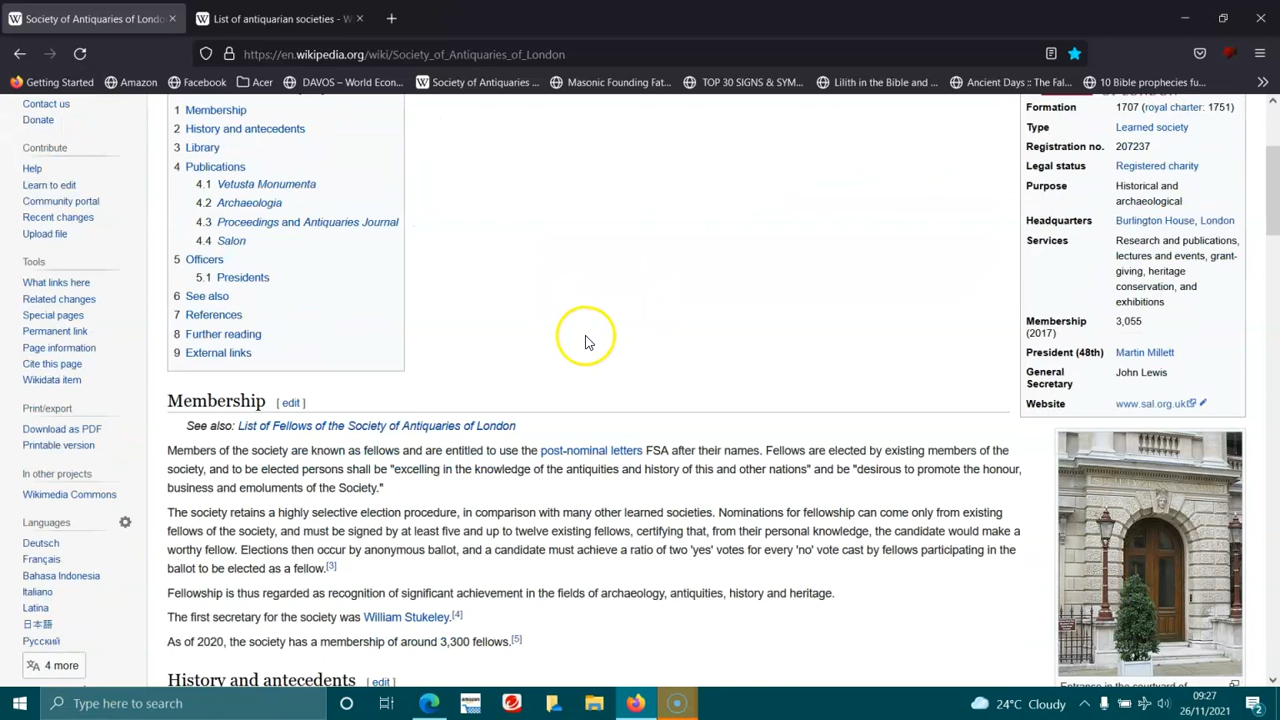 Society of Antiquaries of Londo
List of antiquarian societies - W
https://en.wikipedia.org/wiki/Society_of_Antiquaries_of_London
Getting Started
Amazon
Facebook
Acer
DAVOS – World Econ...
Society of Antiquaries ...
Masonic Founding Fat...
TOP 30 SIGNS & SYM...
Lilith in the Bible and ...
Ancient Days :: The Fal...
10 Bible prophecies fu...
Contact us
Donate
Contribute
Help
Learn to edit
Community portal
Recent changes
Upload file
Tools
What links here
Related changes
Special pages
Permanent link
Page information
Cite this page
Wikidata item
Print/export
Download as PDF
Printable version
In other projects
Wikimedia Commons
Languages
Deutsch
Français
Bahasa Indonesia
Italiano
Latina
日本語
Русский
4 more
1 Membership
2 History and antecedents
3 Library
4 Publications
4.1 Vetusta Monumenta
4.2 Archaeologia
4.3 Proceedings and Antiquaries Journal
4.4 Salon
5 Officers
5.1 Presidents
6 See also
7 References
8 Further reading
9 External links
Membership [ edit ]
See also: List of Fellows of the Society of Antiquaries of London
Members of the society are known as fellows and are entitled to use the post-nominal letters FSA after their names. Fellows are elected by existing members of the
society, and to be elected persons shall be "excelling in the knowledge of the antiquities and history of this and other nations" and be "desirous to promote the honour,
business and emoluments of the Society."
The society retains a highly selective election procedure, in comparison with many other learned societies. Nominations for fellowship can come only from existing
fellows of the society, and must be signed by at least five and up to twelve existing fellows, certifying that, from their personal knowledge, the candidate would make a
worthy fellow. Elections then occur by anonymous ballot, and a candidate must achieve a ratio of two 'yes' votes for every 'no' vote cast by fellows participating in the
ballot to be elected as a fellow.[3]
Fellowship is thus regarded as recognition of significant achievement in the fields of archaeology, antiquities, history and heritage.
The first secretary for the society was William Stukeley.[4]
As of 2020, the society has a membership of around 3,300 fellows.[5]
History and antecedents [ edit ]
Formation 1707 (royal charter: 1751)
Type Learned society
Registration no. 207237
Legal status Registered charity
Purpose Historical and
archaeological
Headquarters Burlington House, London
Services Research and publications,
lectures and events, grant-
giving, heritage
conservation, and
exhibitions
Membership 3,055
(2017)
President (48th) Martin Millett
General John Lewis
Secretary
Website www.sal.org.uk
Entrance in the courtyard of
Type here to search
24°C Cloudy
09:27
26/11/2021
2